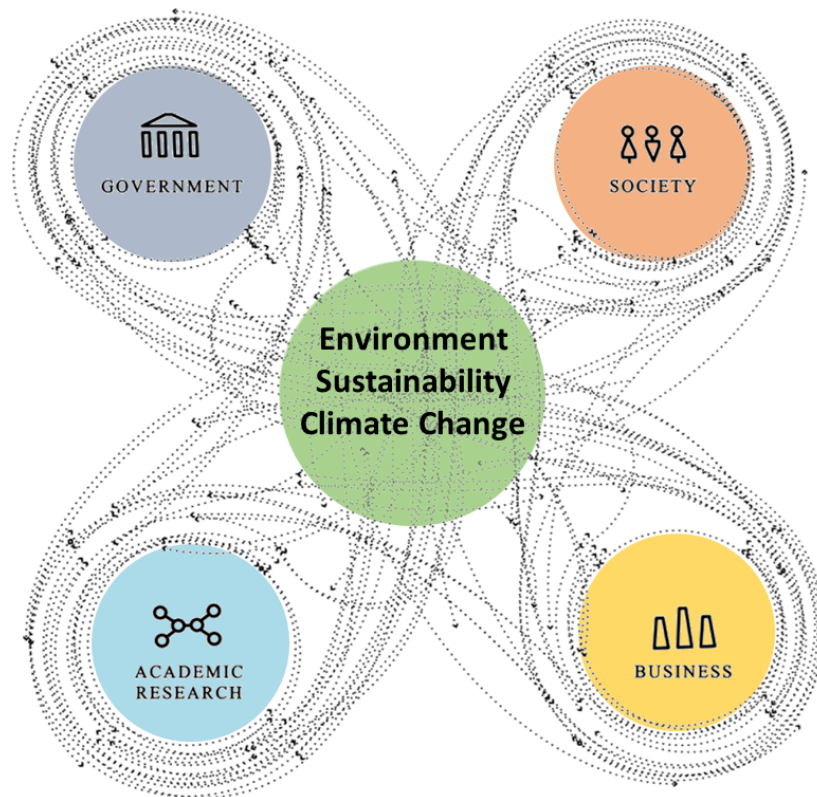 GOVERNMENT
SOCIETY
Environment
Sustainability
Climate Change
ACADEMIC
RESEARCH
BUSINESS